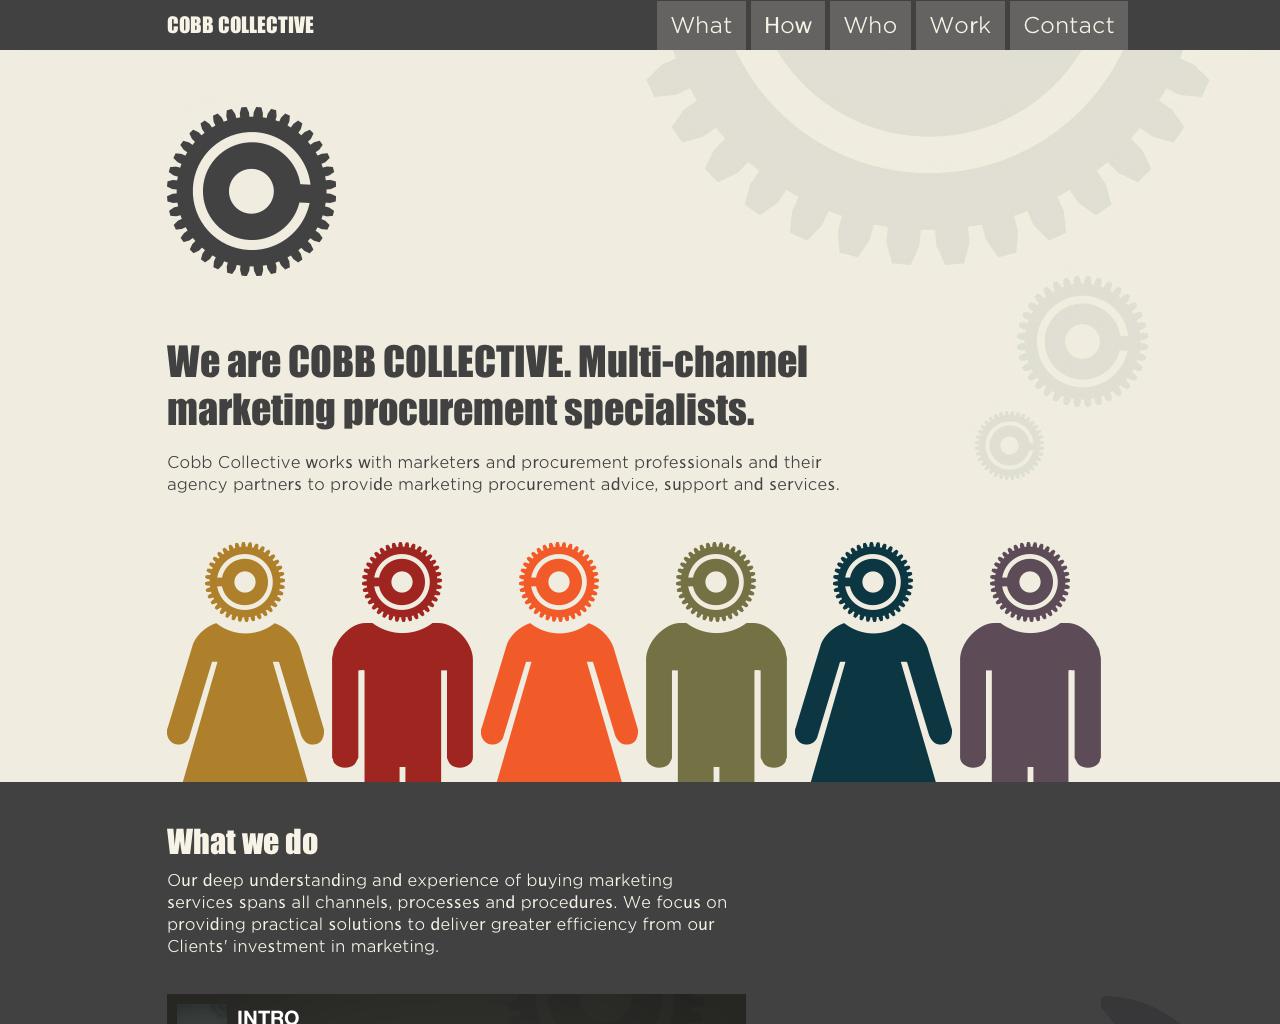 COBB COLLECTIVE
What
How
Who
Work
Contact
We are COBB COLLECTIVE. Multi-channel
marketing procurement specialists.
Cobb Collective works with marketers and procurement professionals and their
agency partners to provide marketing procurement advice, support and services.
What we do
Our deep understanding and experience of buying marketing
services spans all channels, processes and procedures. We focus on
providing practical solutions to deliver greater efficiency from our
Clients' investment in marketing.
INTRO